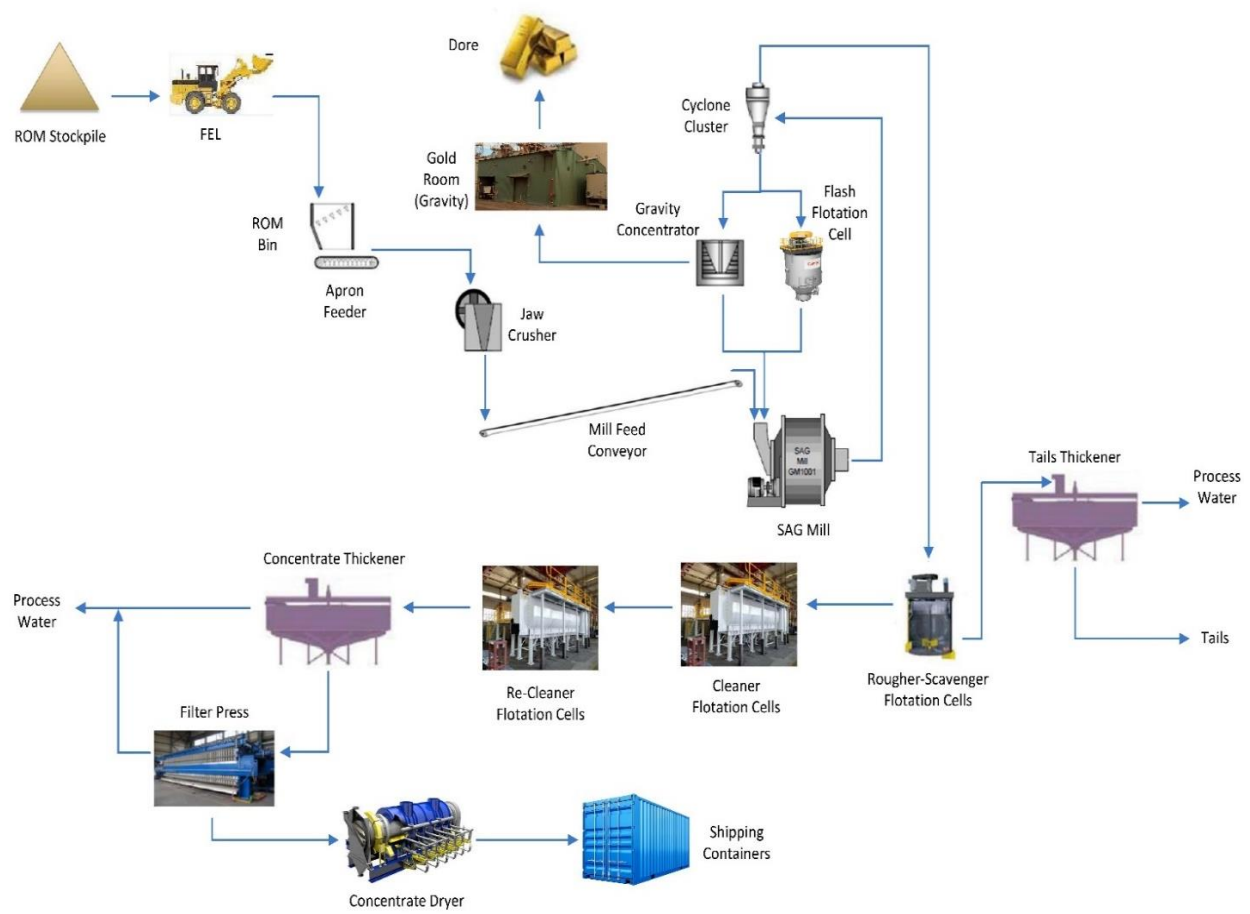 Dore
ROM Stockpile
FEL
Cyclone
Cluster
Gold
Room
(Gravity)
Gravity
Concentrator
Flash
Flotation
Cell
ROM
Bin
Apron
Feeder
Jaw
Crusher
Mill Feed
Conveyor
SAG
Mill
GM1001
SAG Mill
Tails Thickener
Process
Water
Tails
Concentrate Thickener
Process
Water
Re-Cleaner
Flotation Cells
Cleaner
Flotation Cells
Rougher-Scavenger
Flotation Cells
Filter Press
Concentrate Dryer
Shipping
Containers